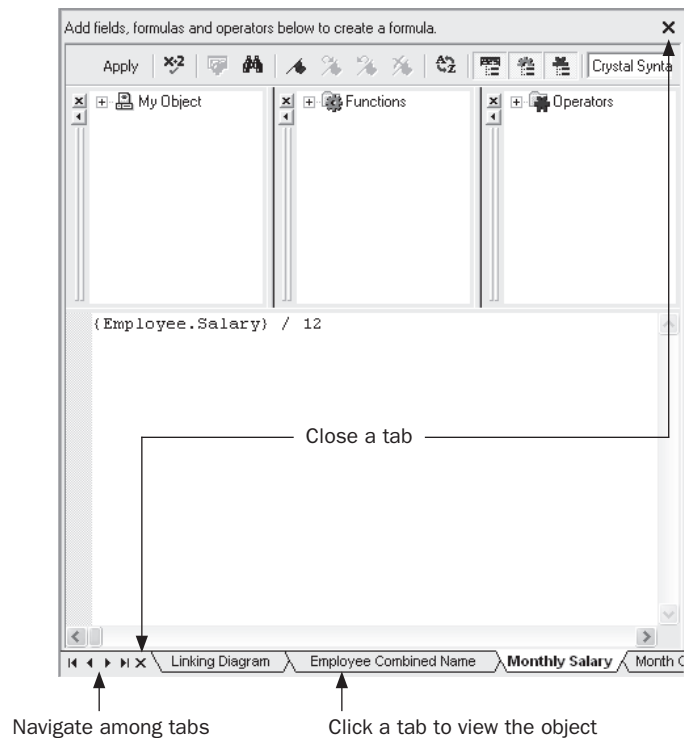 Add fields, formulas and operators below to create a formula.
Apply
Crystal Synta
My Object
Functions
Operators
{Employee.Salary} / 12
Close a tab
Linking Diagram
Employee Combined Name
Monthly Salary
Month
Navigate among tabs
Click a tab to view the object